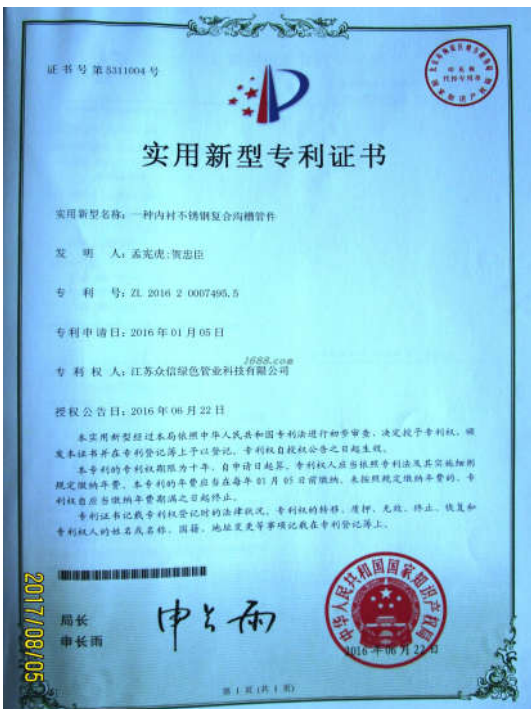 证书号第5311004号
实用新型专利证书
实用新型名称：一种内衬不锈钢复合沟槽管件
发 明 人：孟宪虎;贺忠臣
专 利 号：ZL 2016 2 0007495.5
专利申请日：2016年01月05日
1688.com
专 利 权 人：江苏众信绿色管业科技有限公司
授权公告日：2016年06月22日
本实用新型经过本局依照中华人民共和国专利法进行初步审查，决定授予专利权，颁
发本证书并在专利登记簿上予以登记。专利权自授权公告之日起生效。
本专利的专利权期限为十年，自申请日起算。专利权人应当依照专利法及其实施细则
规定缴纳年费。本专利的年费应当在每年01月05日前缴纳。未按照规定缴纳年费的，专
利权自应当缴纳年费期满之日起终止。
专利证书记载专利权登记时的法律状况。专利权的转移、质押、无效、终止、恢复和
专利权人的姓名或名称、国籍、地址变更等事项记载在专利登记簿上。
局长
申长雨
申长雨
中华人民共和国国家知识产权局
2016年06月22日
第1页(共1页)
2017/08/05